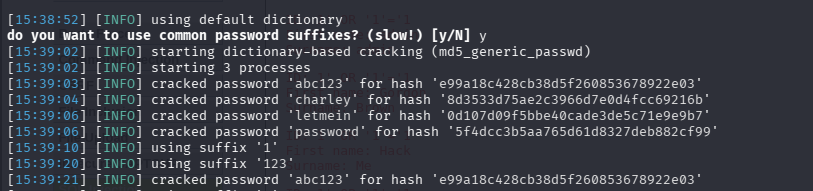 [15:38:52] [INFO] using default dictionary
do you want to use common password suffixes? (slow!) [y/N] y
[15:39:02] [INFO] starting dictionary-based cracking (md5_generic_passwd)
[15:39:02] [INFO] starting 3 processes
[15:39:03] [INFO] cracked password 'abc123' for hash 'e99a18c428cb38d5f260853678922e03'
[15:39:04] [INFO] cracked password 'charley' for hash '8d3533d75ae2c3966d7e0d4fcc69216b'
[15:39:06] [INFO] cracked password 'letmein' for hash '0d107d09f5bbe40cade3de5c71e9e9b7'
[15:39:06] [INFO] cracked password 'password' for hash '5f4dcc3b5aa765d61d8327deb882cf99'
[15:39:10] [INFO] using suffix '1'
[15:39:20] [INFO] using suffix '123'
[15:39:21] [INFO] cracked password 'abc123' for hash 'e99a18c428cb38d5f260853678922e03'